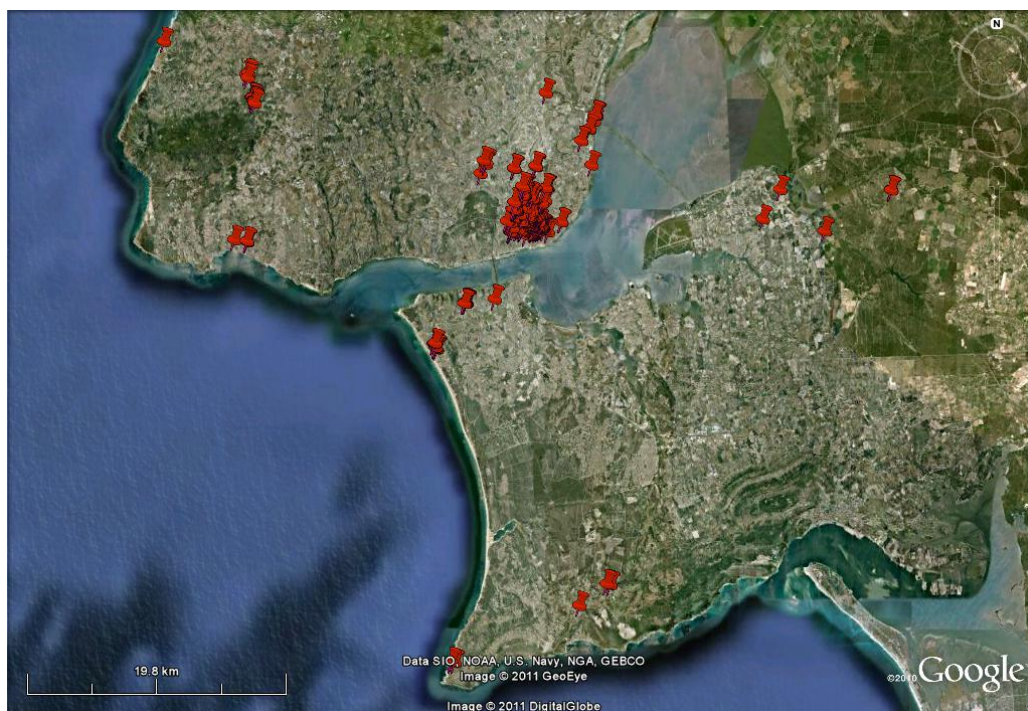 N
19.8 km
Data SIO, NOAA, U.S. Navy, NGA, GEBCO
Image © 2011 GeoEye
©2010 Google
Image © 2011 DigitalGlobe